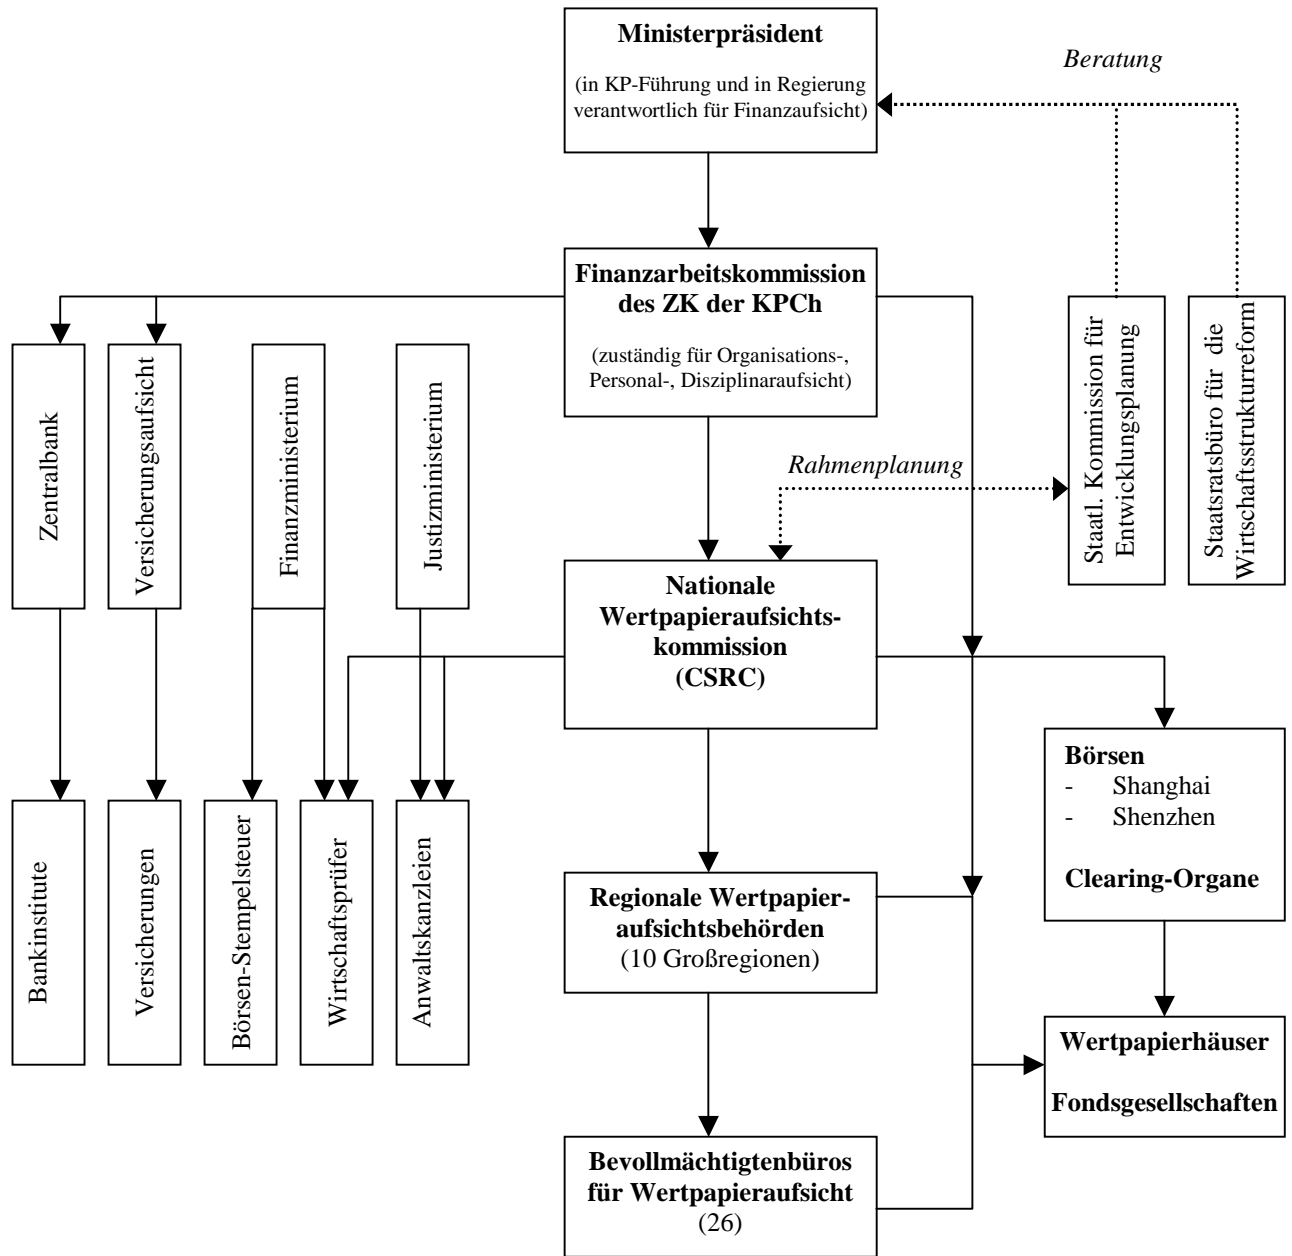 Ministerpräsident
(in KP-Führung und in Regierung
verantwortlich für Finanzaufsicht)
Beratung
Finanzarbeitskommission
des ZK der KPCh
(zuständig für Organisations-,
Personal-, Disziplinaraufsicht)
Zentralbank
Versicherungsaufsicht
Finanzministerium
Justizministerium
Rahmenplanung
Staatl. Kommission für
Entwicklungsplanung
Staatsratsbüro für die
Wirtschaftsstrukturreform
Nationale
Wertpapieraufsichts-
kommission
(CSRC)
Börsen
- Shanghai
- Shenzhen
Clearing-Organe
Bankinstitute
Versicherungen
Börsen-Stempelsteuer
Wirtschaftsprüfer
Anwaltskanzleien
Regionale Wertpapier-
aufsichtsbehörden
(10 Großregionen)
Wertpapierhäuser
Fondsgesellschaften
Bevollmächtigtenbüros
für Wertpapieraufsicht
(26)